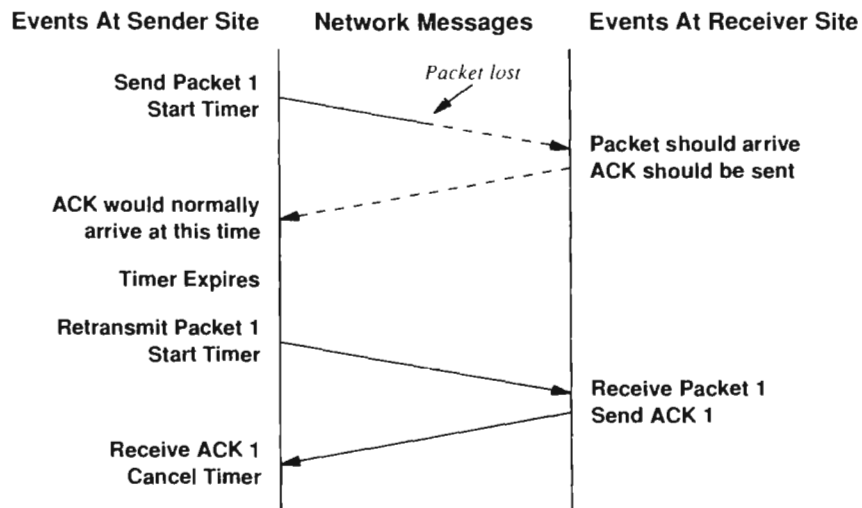 Events At Sender Site
Network Messages
Events At Receiver Site
Packet lost
Send Packet 1
Start Timer
Packet should arrive
ACK should be sent
ACK would normally
arrive at this time
Timer Expires
Retransmit Packet 1
Start Timer
Receive Packet 1
Send ACK 1
Receive ACK 1
Cancel Timer